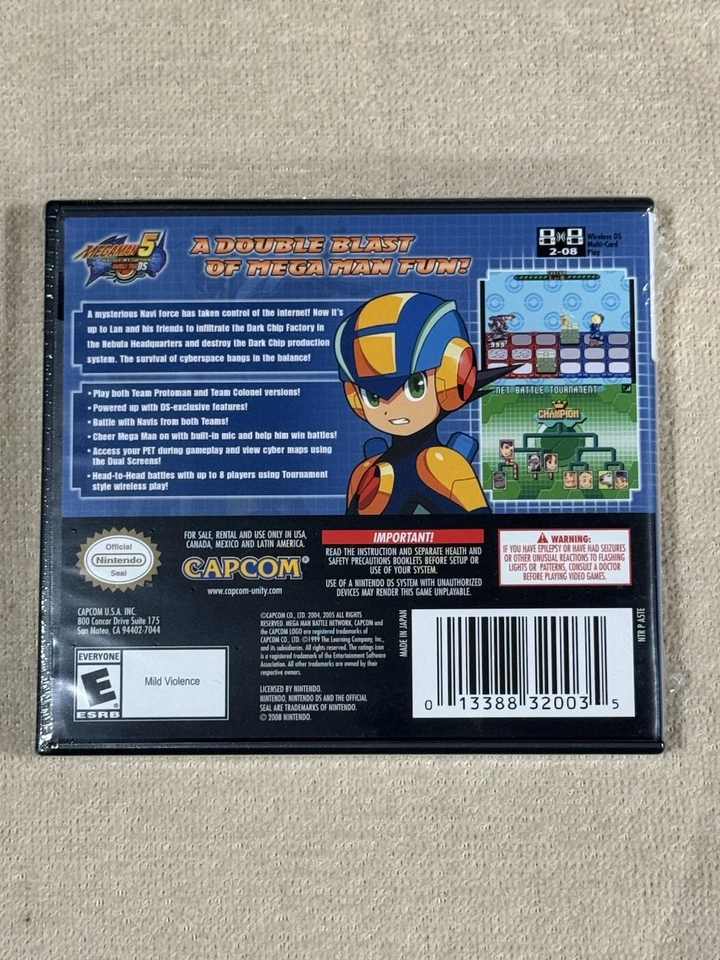 MEGAMAN 5
DS
A DOUBLE BLAST
OF MEGA MAN FUN!
2-08
Wireless DS
Multi-Card
Play
A mysterious Navi force has taken control of the internet! Now it's
up to Lan and his friends to infiltrate the Dark Chip Factory in
the Nebula Headquarters and destroy the Dark Chip production
system. The survival of cyberspace hangs in the balance!
• Play both Team Protoman and Team Colonel versions!
• Powered up with DS-exclusive features!
• Battle with Navis from both Teams!
• Cheer Mega Man on with built-in mic and help him win battles!
• Access your PET during gameplay and view cyber maps using
the Dual Screens!
• Head-to-Head battles with up to 8 players using Tournament
style wireless play!
NET BATTLE TOURNAMENT
CHAMPION
Official
Nintendo
Seal
FOR SALE, RENTAL AND USE ONLY IN USA,
CANADA, MEXICO AND LATIN AMERICA.
CAPCOM®
www.capcom-unity.com
IMPORTANT!
READ THE INSTRUCTION AND SEPARATE HEALTH AND
SAFETY PRECAUTIONS BOOKLETS BEFORE SETUP OR
USE OF YOUR SYSTEM.
USE OF A NINTENDO DS SYSTEM WITH UNAUTHORIZED
DEVICES MAY RENDER THIS GAME UNPLAYABLE.
WARNING:
IF YOU HAVE EPILEPSY OR HAVE HAD SEIZURES
OR OTHER UNUSUAL REACTIONS TO FLASHING
LIGHTS OR PATTERNS, CONSULT A DOCTOR
BEFORE PLAYING VIDEO GAMES.
CAPCOM U.S.A. INC.
800 Concar Drive Suite 175
San Mateo, CA 94402-7044
EVERYONE
E
ESRB
Mild Violence
©CAPCOM CO., LTD. 2004, 2005 ALL RIGHTS
RESERVED. MEGA MAN BATTLE NETWORK, CAPCOM and
the CAPCOM LOGO are registered trademarks of
CAPCOM CO., LTD. ©1999 The Learning Company, Inc.,
and its subsidiaries. All rights reserved. The ratings icon
is a registered trademark of the Entertainment Software
Association. All other trademarks are owned by their
respective owners.
LICENSED BY NINTENDO.
NINTENDO, NINTENDO DS AND THE OFFICIAL
SEAL ARE TRADEMARKS OF NINTENDO.
© 2008 NINTENDO.
MADE IN JAPAN
0 13388 32003 5
NTR P ASTE